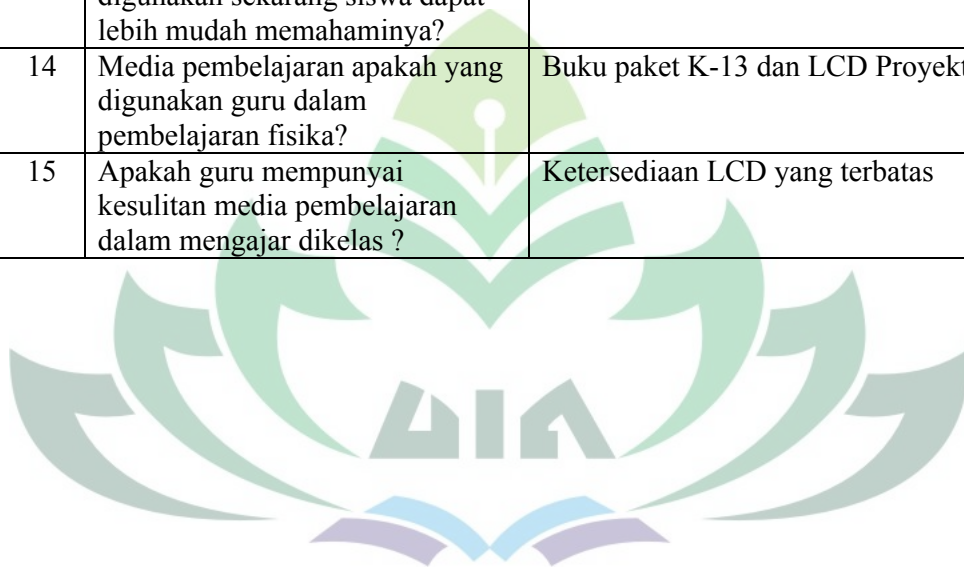 digunakan sekarang siswa dapat
lebih mudah memahaminya?
14 Media pembelajaran apakah yang Buku paket K-13 dan LCD
digunakan guru dalam
pembelajaran fisika?
15 Apakah guru mempunyai Ketersediaan LCD yang terbatas
kesulitan media pembelajaran
dalam mengajar dikelas ?
UIN